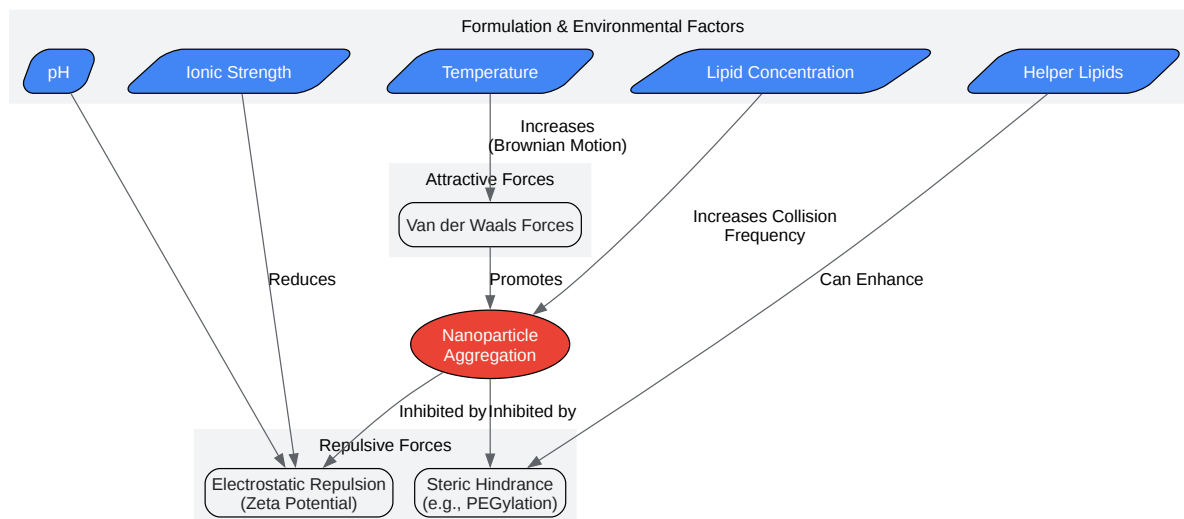 Formulation & Environmental Factors
pH
Ionic Strength
Temperature
Lipid Concentration
Helper Lipids
Increases
(Brownian Motion)
Attractive Forces
Van der Waals Forces
Increases Collision
Frequency
Reduces
Promotes
Can Enhance
Nanoparticle
Aggregation
Inhibited by
Inhibited by
Repulsive Forces
Electrostatic Repulsion
(Zeta Potential)
Steric Hindrance
(e.g., PEGylation)